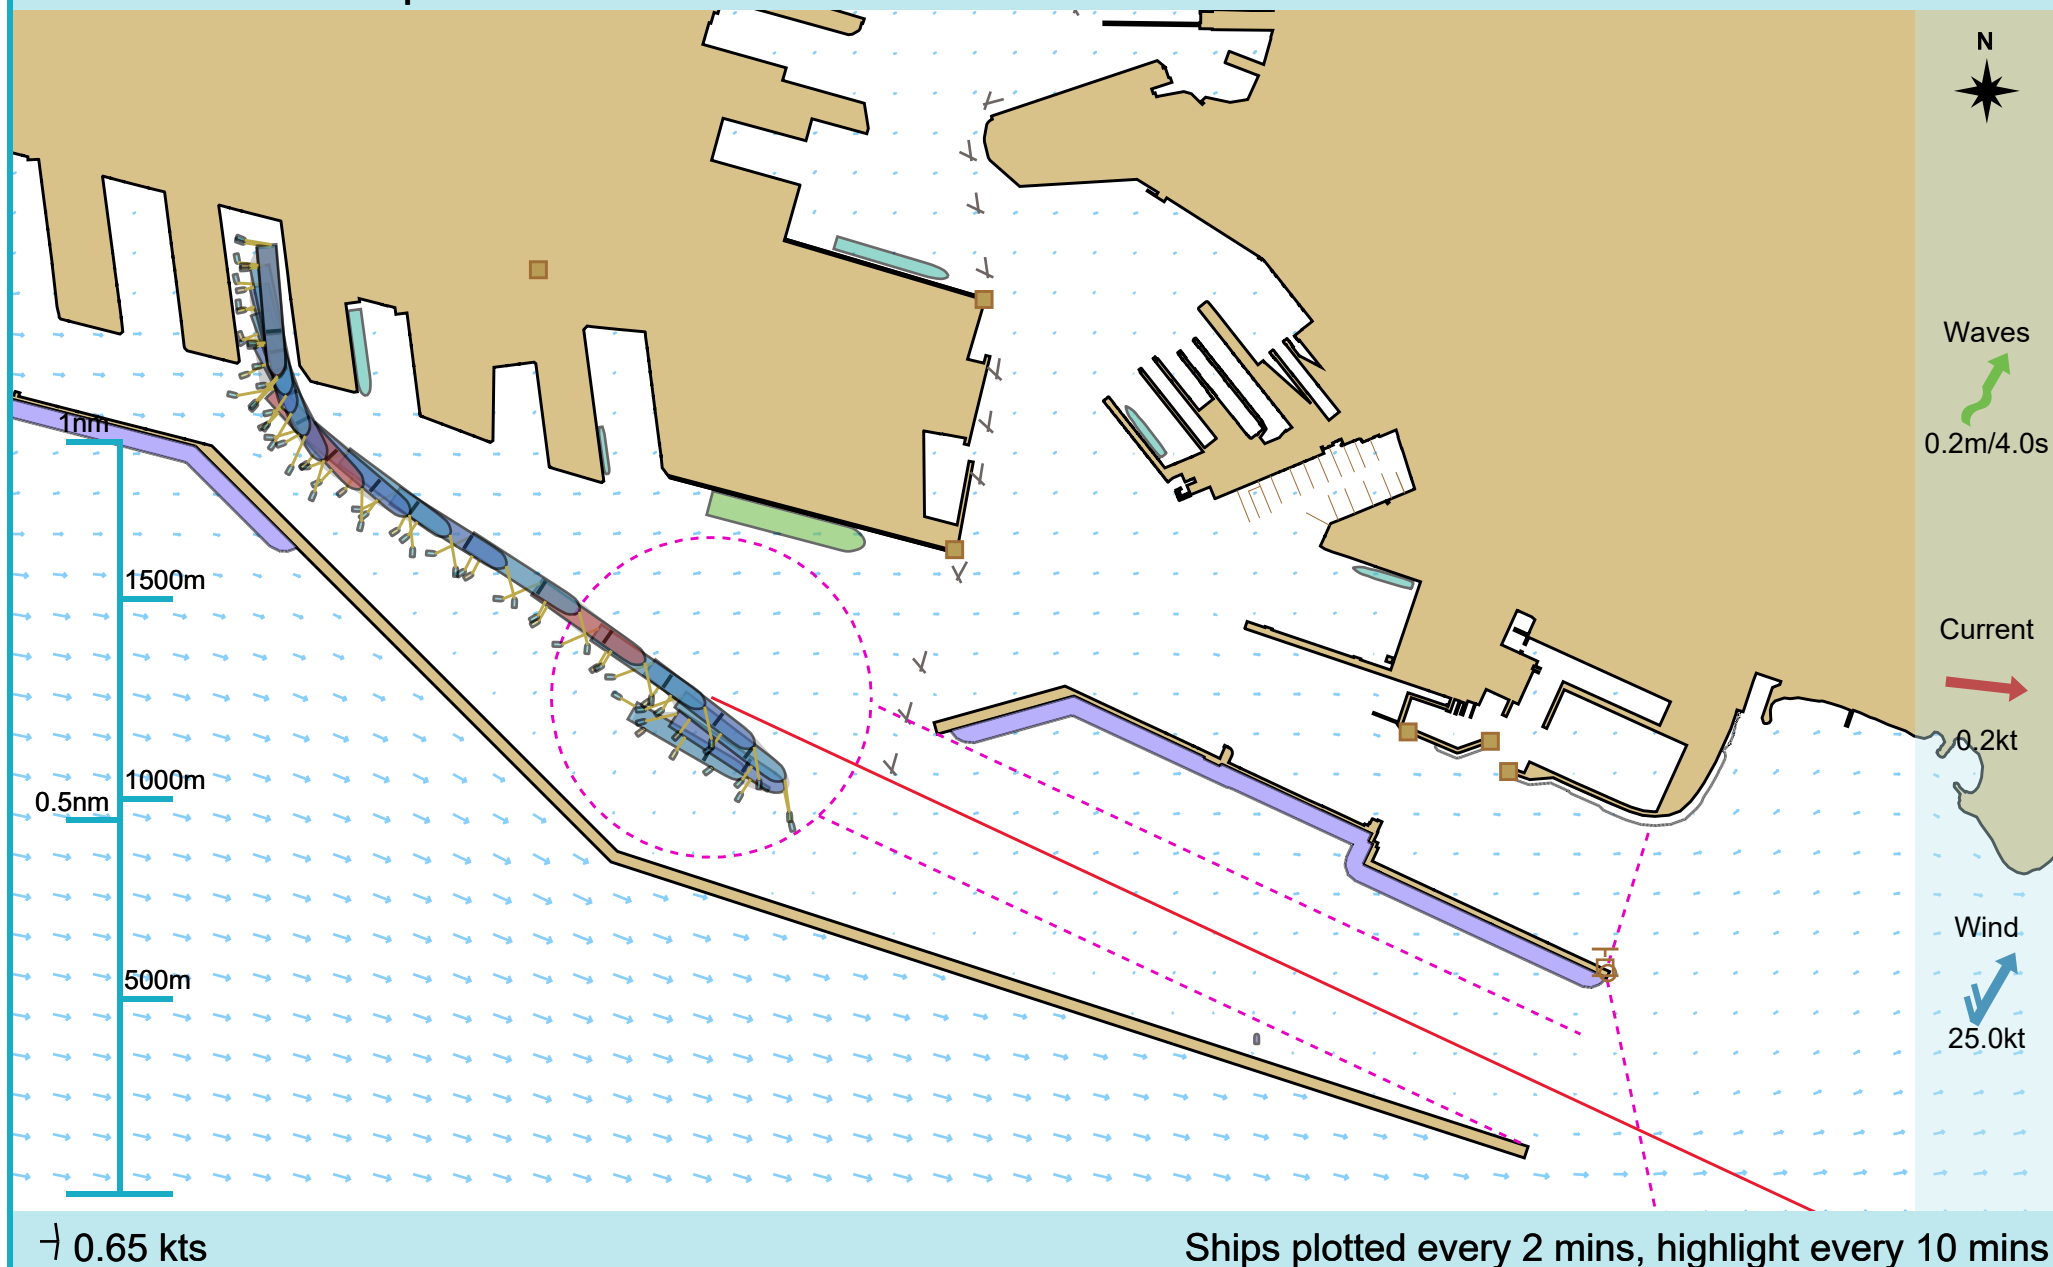 N
Waves
0.2m/4.0s
1nm
1500m
Current
0.2kt
1000m
0.5nm
Wind
500m
25.0kt
0.65 kts
Ships plotted every 2 mins, highlight every 10 mins